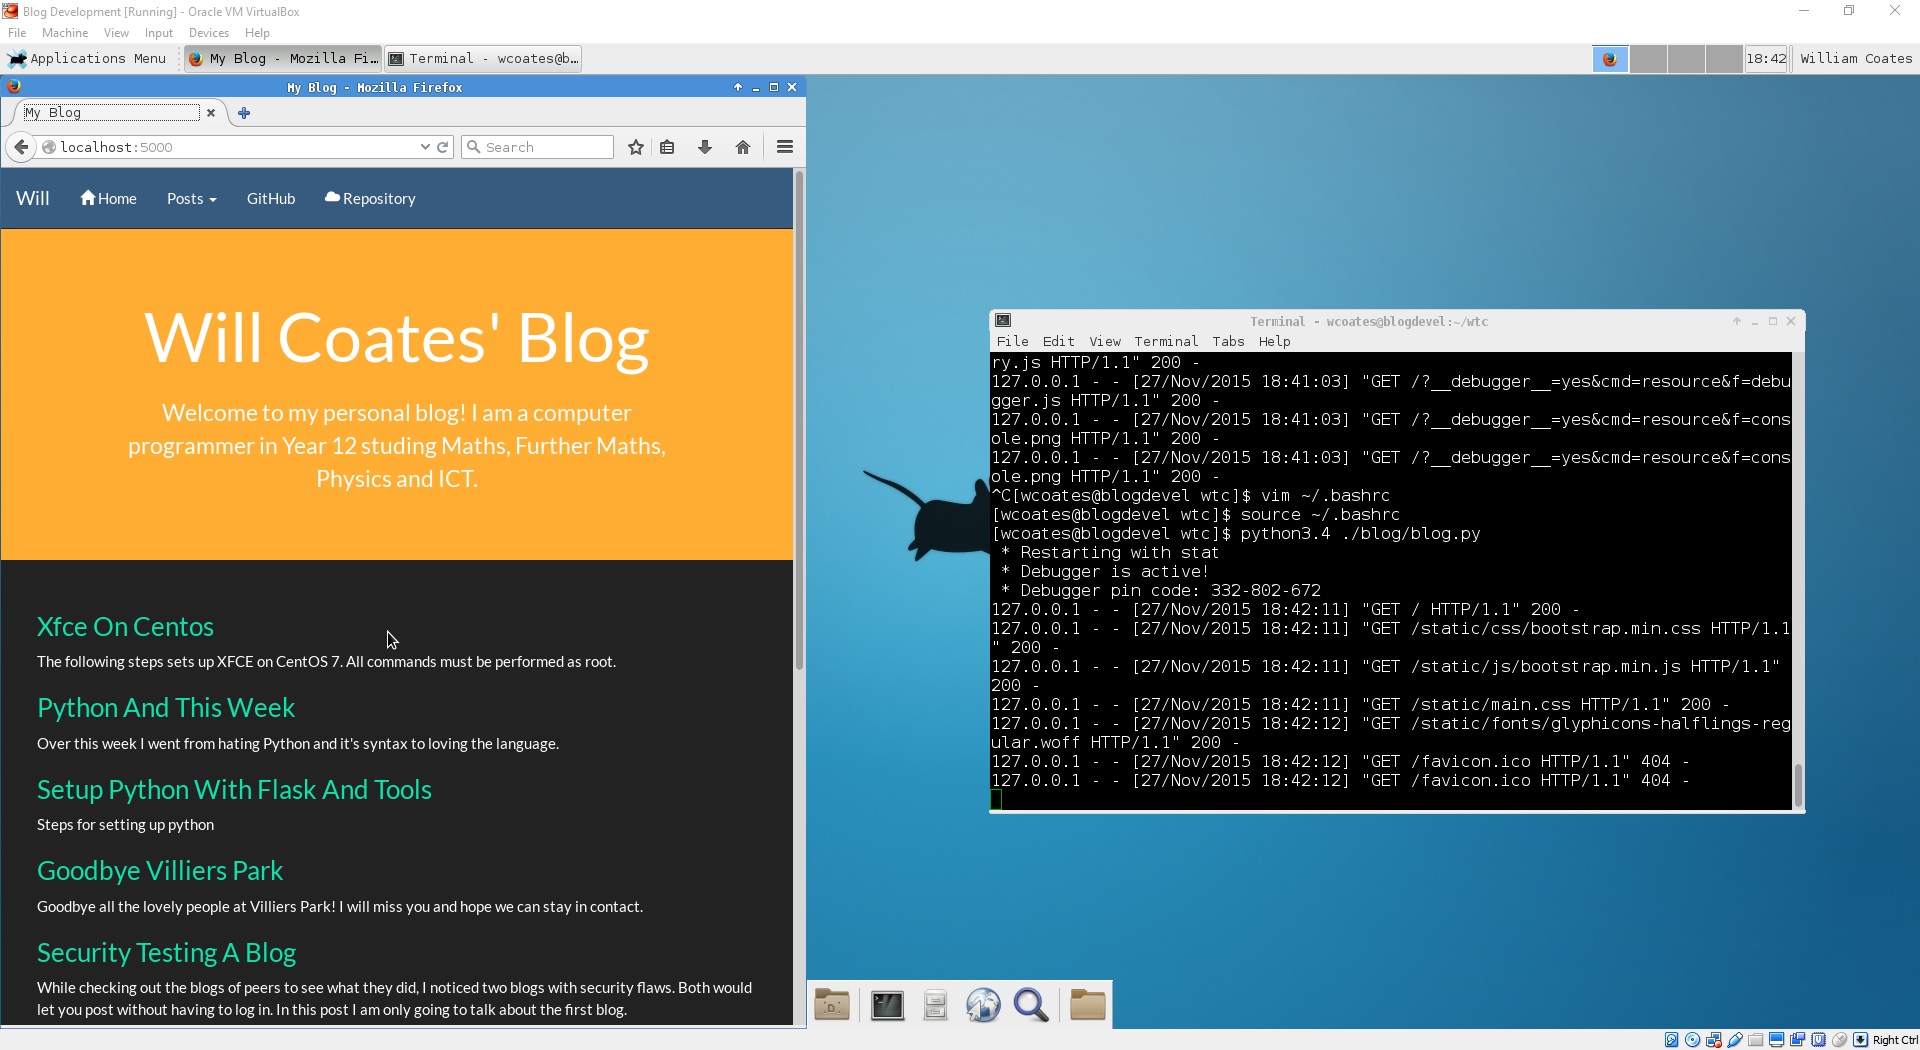 Blog Development [Running] - Oracle VM VirtualBox
File Machine View Input Devices Help
Applications Menu My Blog - Mozilla Fi... Terminal - wcoates@b... 18:42 William Coates
My Blog - Mozilla Firefox
My Blog
localhost:5000 Search
Will Home Posts GitHub Repository
Will Coates' Blog
Welcome to my personal blog! I am a computer
programmer in Year 12 studing Maths, Further Maths,
Physics and ICT.
Xfce On Centos
The following steps sets up XFCE on CentOS 7. All commands must be performed as root.
Python And This Week
Over this week I went from hating Python and it's syntax to loving the language.
Setup Python With Flask And Tools
Steps for setting up python
Goodbye Villiers Park
Goodbye all the lovely people at Villiers Park! I will miss you and hope we can stay in contact.
Security Testing A Blog
While checking out the blogs of peers to see what they did, I noticed two blogs with security flaws. Both would
let you post without having to log in. In this post I am only going to talk about the first blog.
Terminal - wcoates@blogdevel:~/wtc
File Edit View Terminal Tabs Help
ry.js HTTP/1.1" 200 -
127.0.0.1 - - [27/Nov/2015 18:41:03] "GET /?__debugger__=yes&cmd=resource&f=debu
gger.js HTTP/1.1" 200 -
127.0.0.1 - - [27/Nov/2015 18:41:03] "GET /?__debugger__=yes&cmd=resource&f=cons
ole.png HTTP/1.1" 200 -
127.0.0.1 - - [27/Nov/2015 18:41:03] "GET /?__debugger__=yes&cmd=resource&f=cons
ole.png HTTP/1.1" 200 -
^C[wcoates@blogdevel wtc]$ vim ~/.bashrc
[wcoates@blogdevel wtc]$ source ~/.bashrc
[wcoates@blogdevel wtc]$ python3.4 ./blog/blog.py
* Restarting with stat
* Debugger is active!
* Debugger pin code: 332-802-672
127.0.0.1 - - [27/Nov/2015 18:42:11] "GET / HTTP/1.1" 200 -
127.0.0.1 - - [27/Nov/2015 18:42:11] "GET /static/css/bootstrap.min.css HTTP/1.1
" 200 -
127.0.0.1 - - [27/Nov/2015 18:42:11] "GET /static/js/bootstrap.min.js HTTP/1.1"
200 -
127.0.0.1 - - [27/Nov/2015 18:42:11] "GET /static/main.css HTTP/1.1" 200 -
127.0.0.1 - - [27/Nov/2015 18:42:12] "GET /static/fonts/glyphicons-halflings-reg
ular.woff HTTP/1.1" 200 -
127.0.0.1 - - [27/Nov/2015 18:42:12] "GET /favicon.ico HTTP/1.1" 404 -
127.0.0.1 - - [27/Nov/2015 18:42:12] "GET /favicon.ico HTTP/1.1" 404 -
Right Ctrl